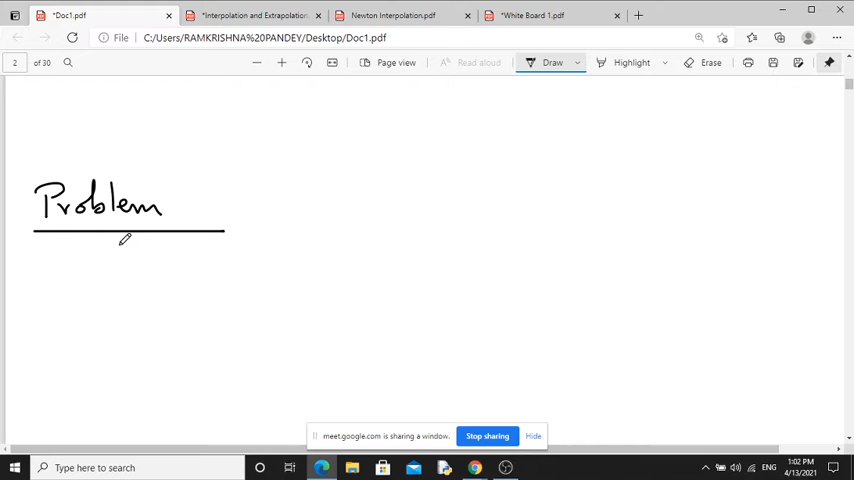 *Doc1.pdf
*Interpolation and Extrapolation
Newton Interpolation.pdf
*White Board 1.pdf
File
C:/Users/RAMKRISHNA%20PANDEY/Desktop/Doc1.pdf
2 of 30
Page view
Read aloud
Draw
Highlight
Erase
Problem
meet.google.com is sharing a window.
Stop sharing
Hide
Type here to search
ENG
1:02 PM
4/13/2021